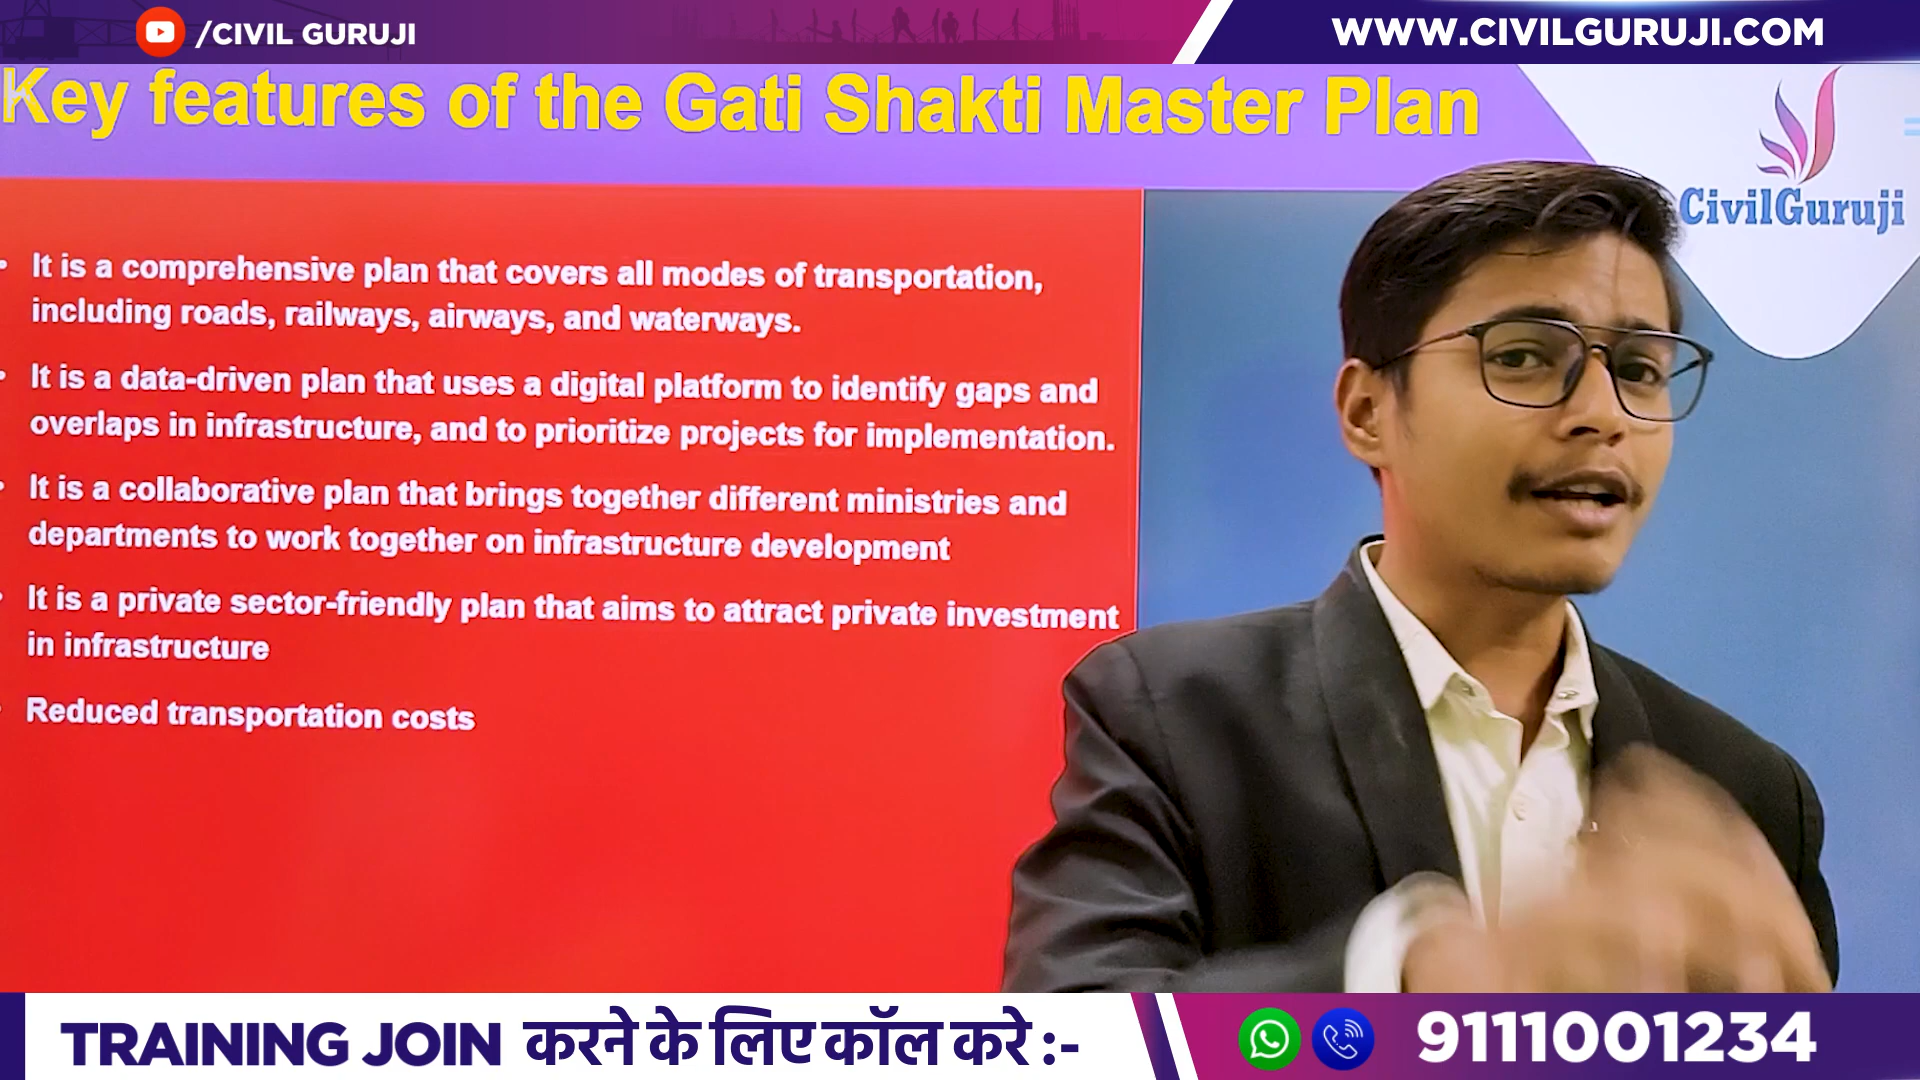 /CIVIL GURUJI
WWW.CIVILGURUJI.COM
Key features of the Gati Shakti Master Plan
CivilGuruji
• It is a comprehensive plan that covers all modes of transportation,
including roads, railways, airways, and waterways.
• It is a data-driven plan that uses a digital platform to identify gaps and
overlaps in infrastructure, and to prioritize projects for implementation.
• It is a collaborative plan that brings together different ministries and
departments to work together on infrastructure development
• It is a private sector-friendly plan that aims to attract private investment
in infrastructure
• Reduced transportation costs
TRAINING JOIN करने के लिए कॉल करे :-
9111001234